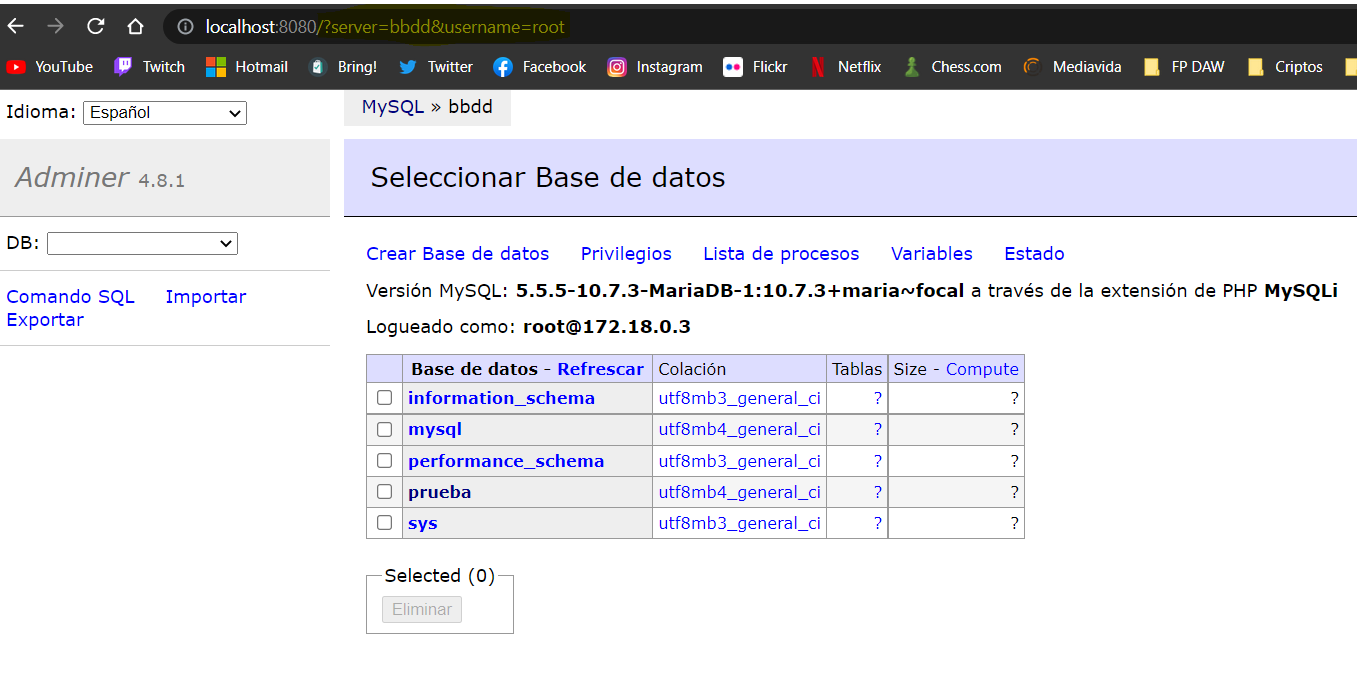 localhost:8080/?server=bbdd&username=root
YouTube Twitch Hotmail Bring! Twitter Facebook Instagram Flickr Netflix Chess.com Mediavida FP DAW Criptos
Idioma: Español
MySQL » bbdd
Adminer 4.8.1
Seleccionar Base de datos
DB:
Crear Base de datos Privilegios Lista de procesos Variables Estado
Comando SQL Importar
Exportar
Versión MySQL: 5.5.5-10.7.3-MariaDB-1:10.7.3+maria~focal a través de la extensión de PHP MySQLi
Logueado como: root@172.18.0.3
Base de datos - Refrescar Colación Tablas Size - Compute
information_schema utf8mb3_general_ci ? ?
mysql utf8mb4_general_ci ? ?
performance_schema utf8mb3_general_ci ? ?
prueba utf8mb4_general_ci ? ?
sys utf8mb3_general_ci ? ?
Selected (0)
Eliminar